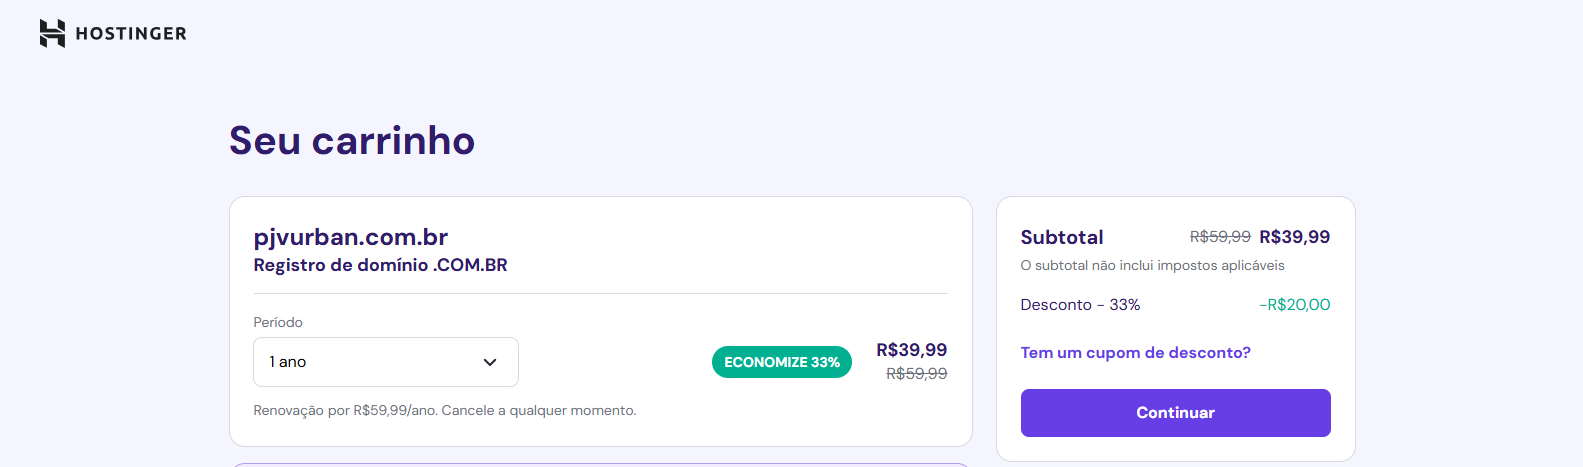 HOSTINGER
Seu carrinho
pjvurban.com.br
Registro de domínio .COM.BR
Período
1 ano
ECONOMIZE 33%
R$39,99
R$59,99
Renovação por R$59,99/ano. Cancele a qualquer momento.
Subtotal R$59,99 R$39,99
O subtotal não inclui impostos aplicáveis
Desconto - 33% -R$20,00
Tem um cupom de desconto?
Continuar